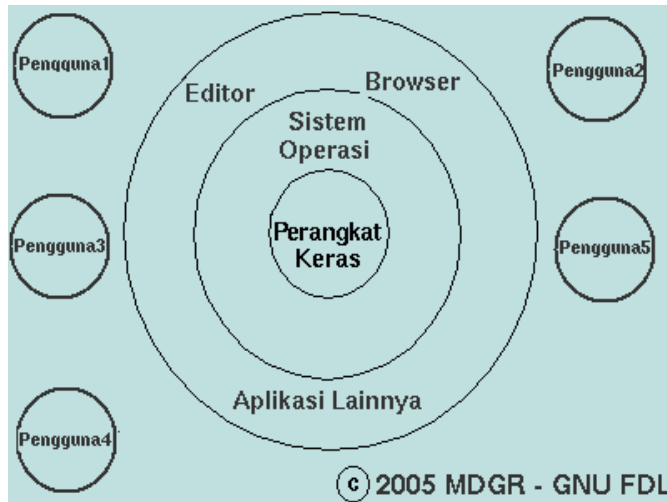 Pengguna1
Pengguna2
Editor
Browser
Sistem
Operasi
Perangkat
Keras
Pengguna3
Pengguna5
Aplikasi Lainnya
Pengguna4
© 2005 MDGR - GNU FDL